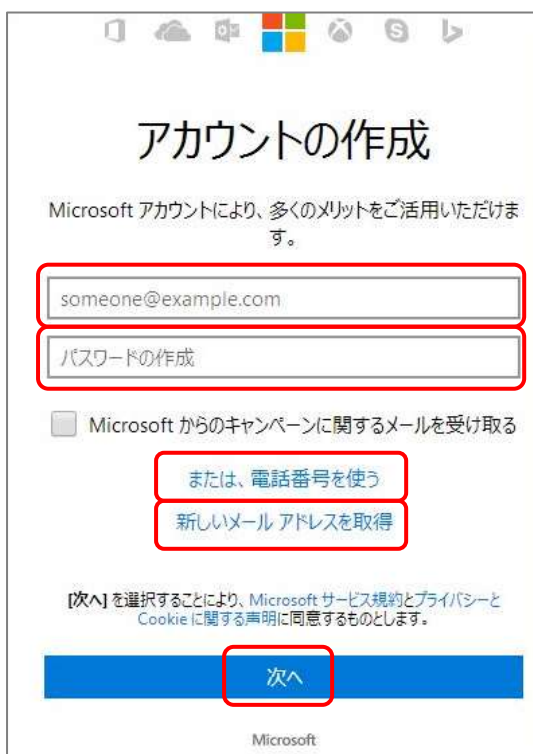 アカウントの作成
Microsoft アカウントにより、多くのメリットをご活用いただけま
す。
someone@example.com
パスワードの作成
Microsoft からのキャンペーンに関するメールを受け取る
または、電話番号を使う
新しいメール アドレスを取得
[次へ] を選択することにより、Microsoft サービス規約とプライバシーと
Cookie に関する声明に同意するものとします。
次へ
Microsoft